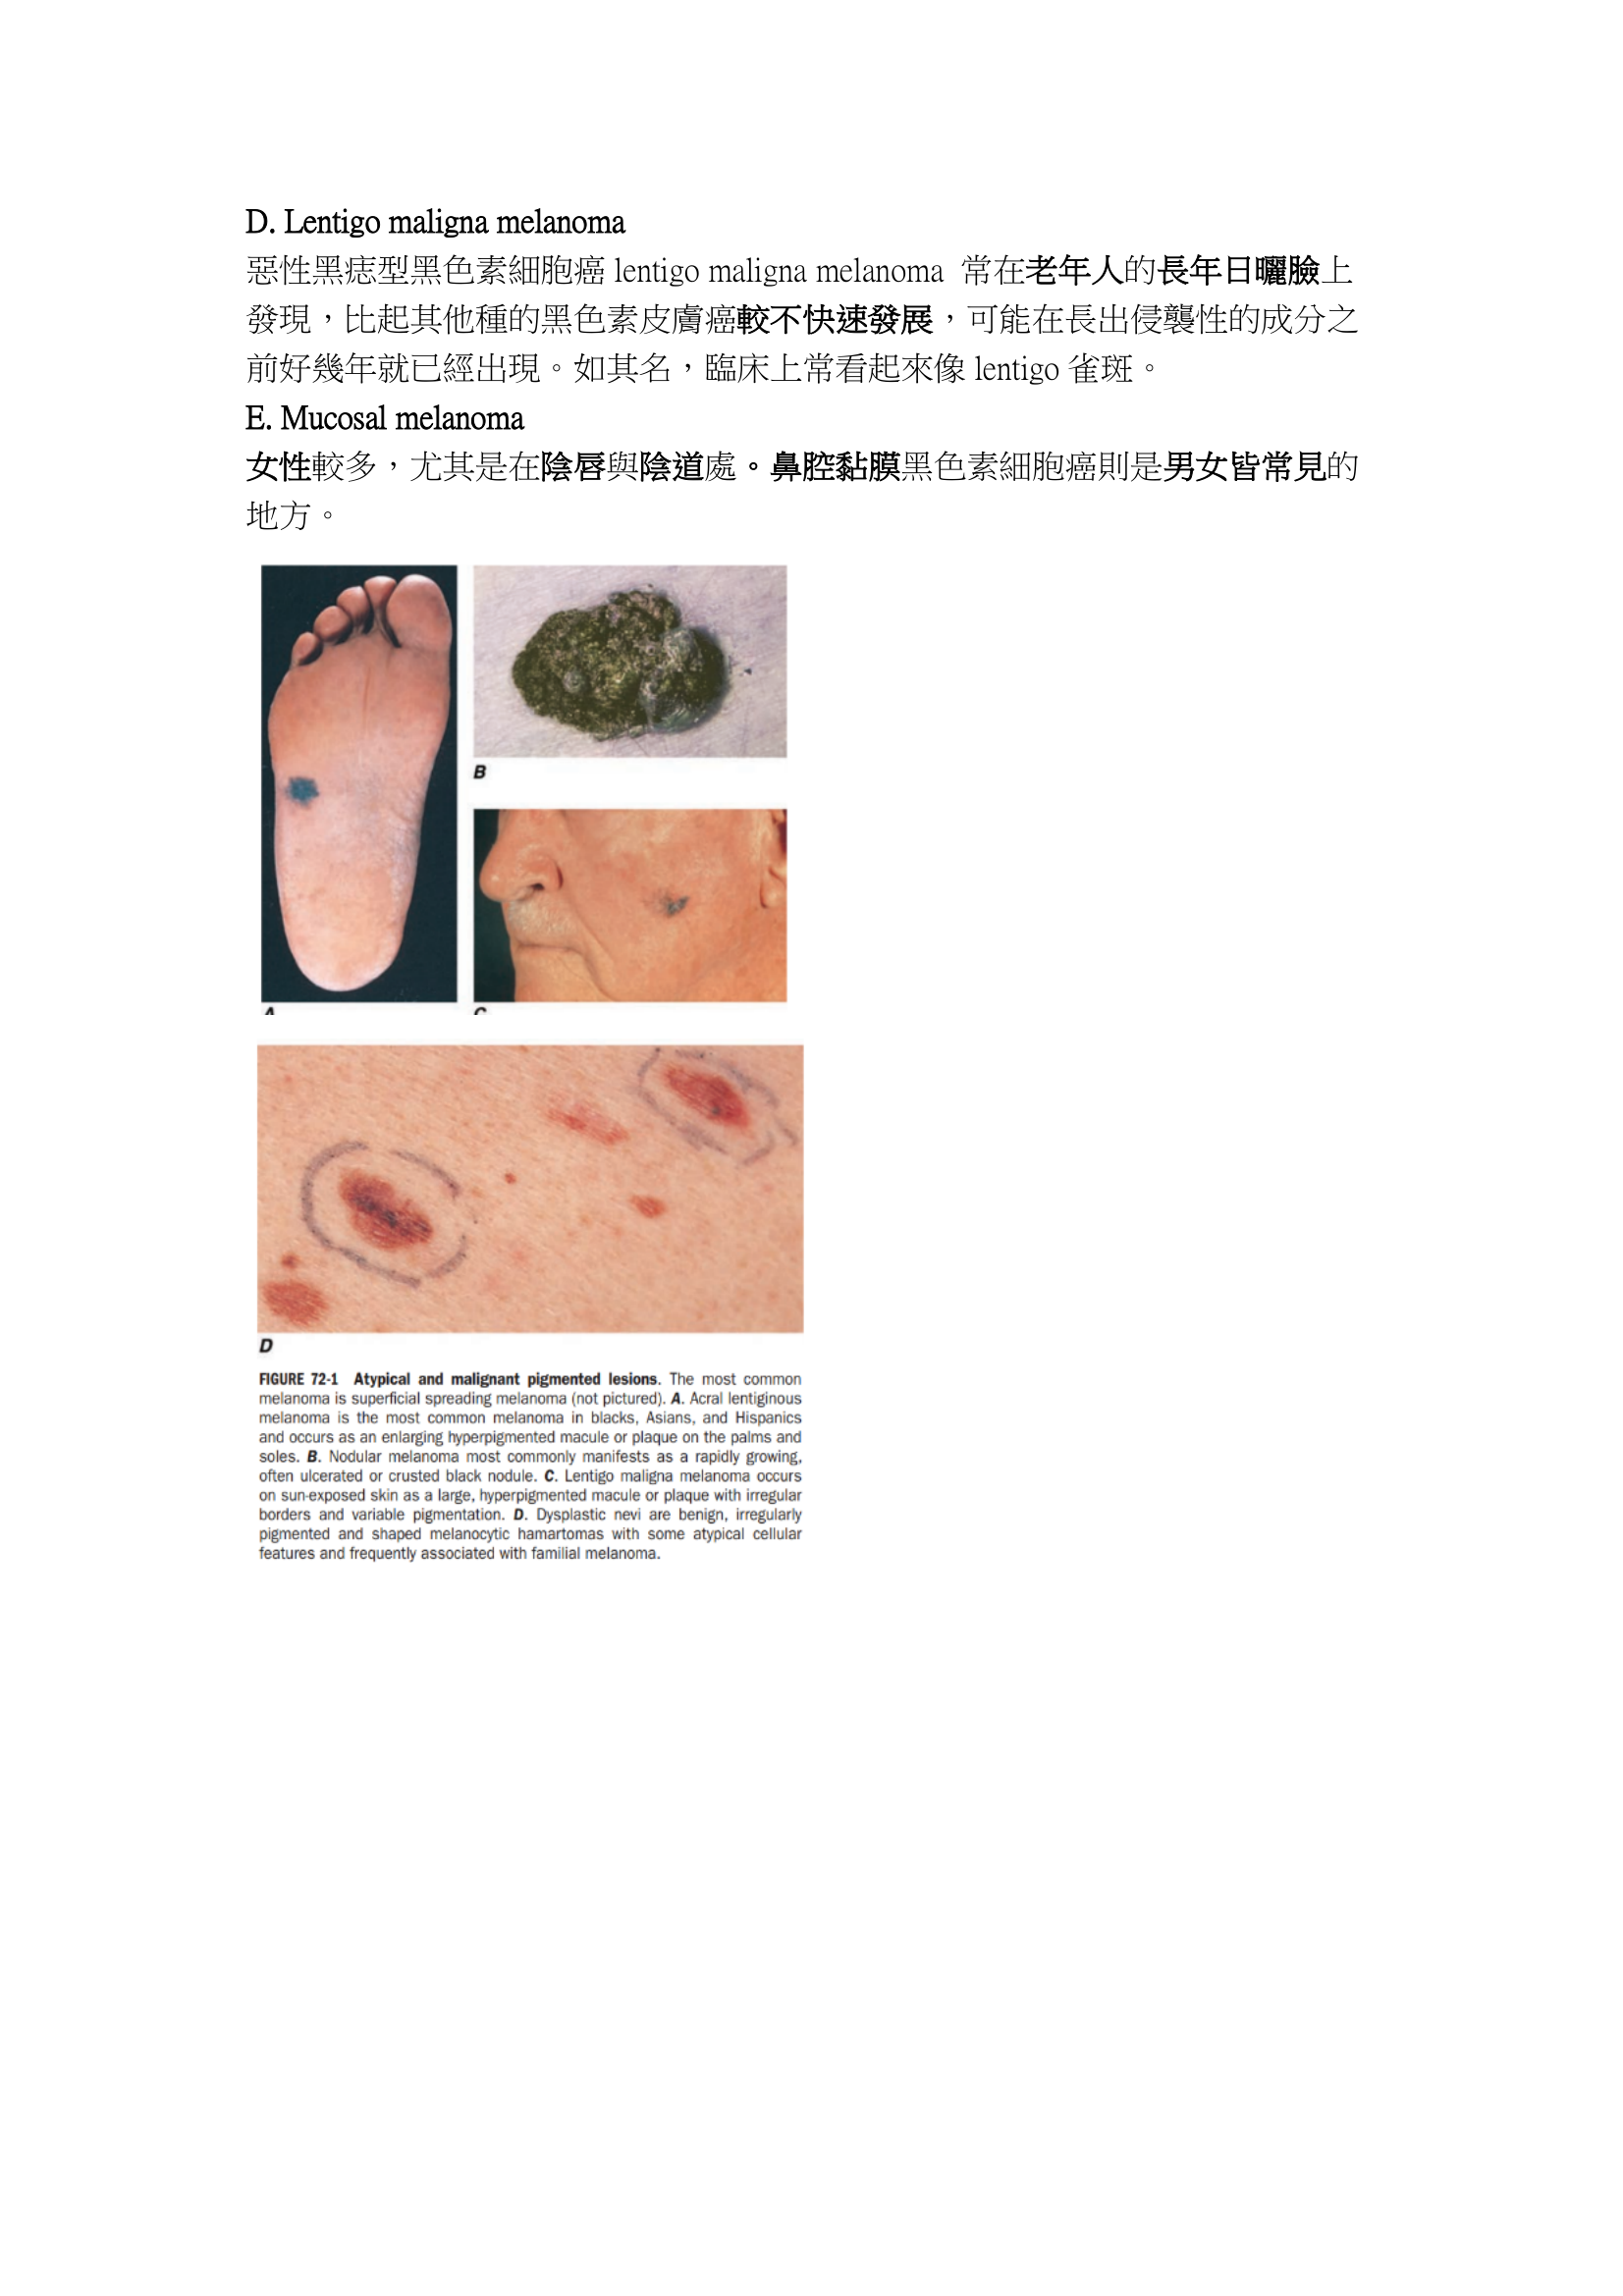 D. Lentigo maligna melanoma
惡性黑痣型黑色素細胞癌 lentigo maligna melanoma 常在老年人的長年日曬臉上
發現，比起其他種的黑色素皮膚癌較不快速發展，可能在長出侵襲性的成分之
前好幾年就已經出現。如其名，臨床上常看起來像 lentigo 雀斑。
E. Mucosal melanoma
女性較多，尤其是在陰唇與陰道處。鼻腔黏膜黑色素細胞癌則是男女皆常見的
地方。
B
A
C
D
FIGURE 72-1 Atypical and malignant pigmented lesions. The most common
melanoma is superficial spreading melanoma (not pictured). A. Acral lentiginous
melanoma is the most common melanoma in blacks, Asians, and Hispanics
and occurs as an enlarging hyperpigmented macule or plaque on the palms and
soles. B. Nodular melanoma most commonly manifests as a rapidly growing,
often ulcerated or crusted black nodule. C. Lentigo maligna melanoma occurs
on sun-exposed skin as a large, hyperpigmented macule or plaque with irregular
borders and variable pigmentation. D. Dysplastic nevi are benign, irregularly
pigmented and shaped melanocytic hamartomas with some atypical cellular
features and frequently associated with familial melanoma.